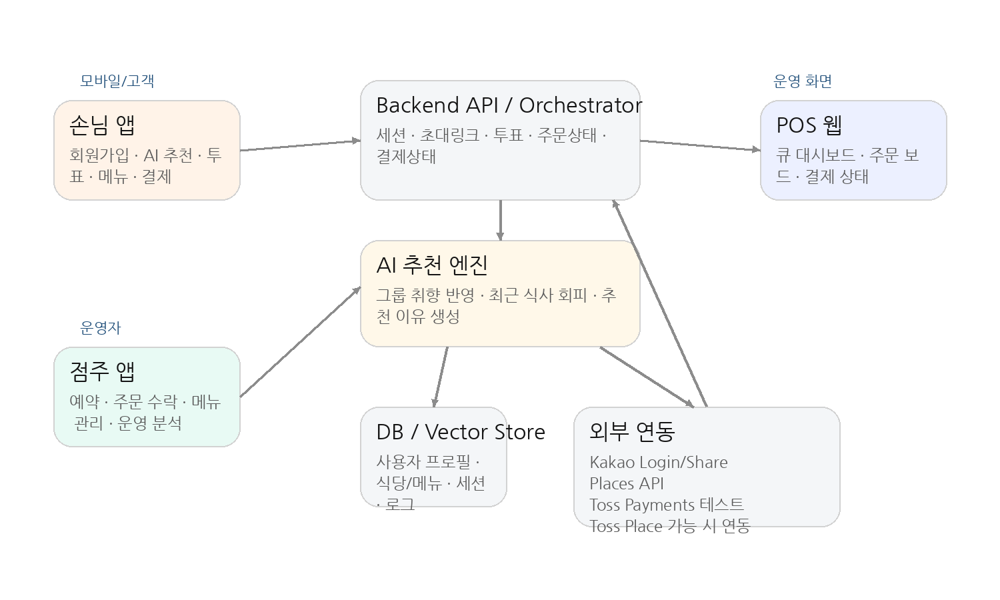 모바일/고객
손님 앱
회원가입 · AI 추천 · 투
표 · 메뉴 · 결제
Backend API / Orchestrator
세션 · 초대링크 · 투표 · 주문상태 ·
결제상태
운영 화면
POS 웹
큐 대시보드 · 주문 보
드 · 결제 상태
AI 추천 엔진
그룹 취향 반영 · 최근 식사 회피 · 추
천 이유 생성
운영자
점주 앱
예약 · 주문 수락 · 메뉴
관리 · 운영 분석
DB / Vector Store
사용자 프로필 ·
식당/메뉴 · 세션
· 로그
외부 연동
Kakao Login/Share
Places API
Toss Payments 테스트
Toss Place 가능 시 연동